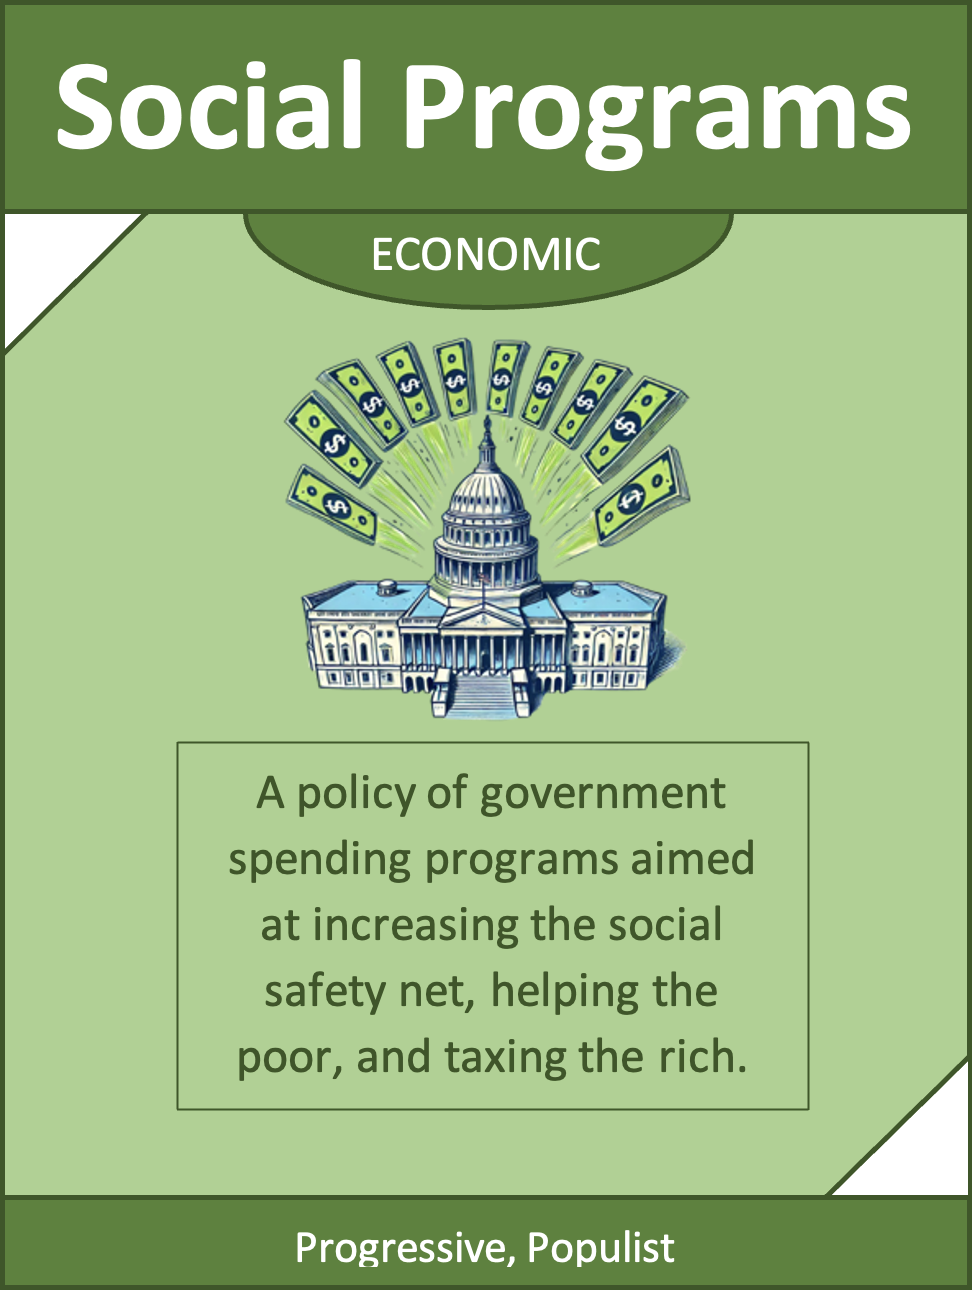 Social Programs
ECONOMIC
A policy of government
spending programs aimed
at increasing the social
safety net, helping the
poor, and taxing the rich.
Progressive, Populist